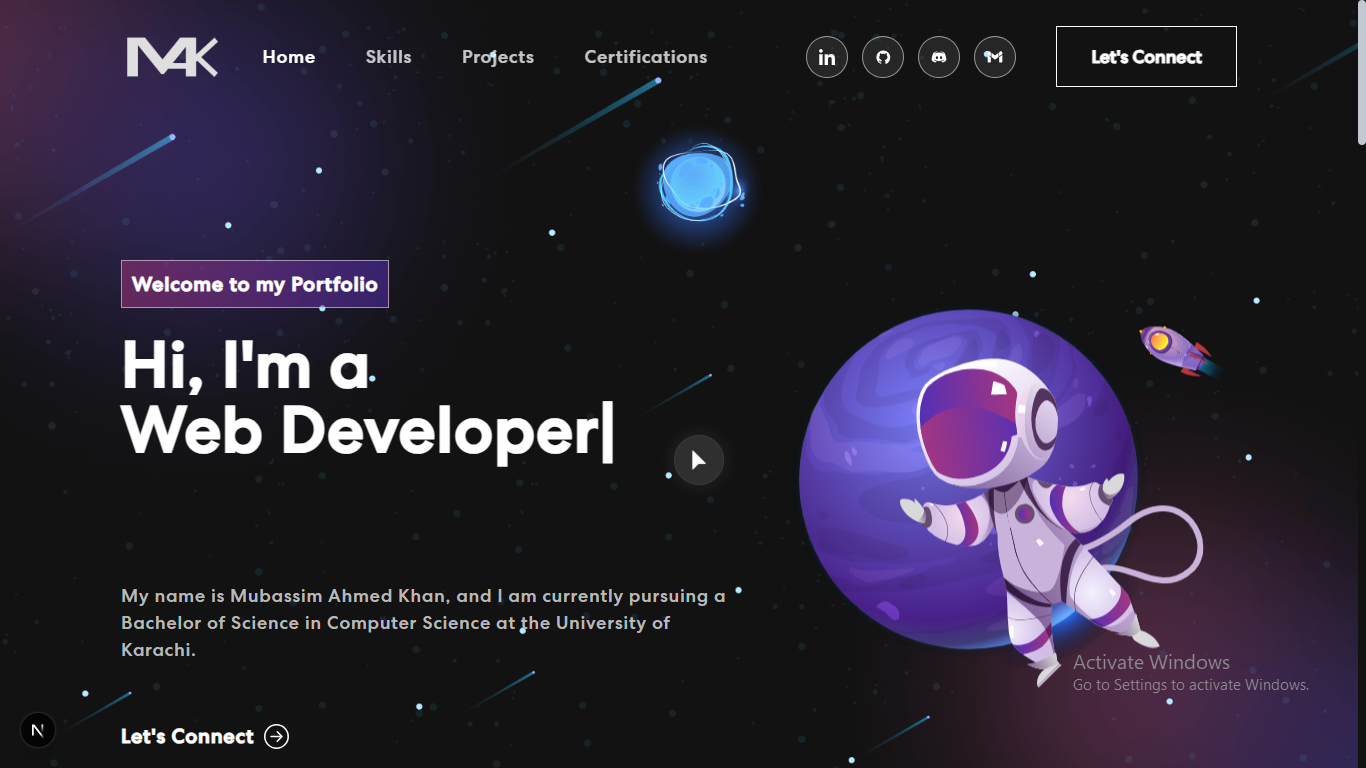 MAK
Home
Skills
Projects
Certifications
in
Let's Connect
Welcome to my Portfolio
Hi, I'm a
Web Developer|
My name is Mubassim Ahmed Khan, and I am currently pursuing a
Bachelor of Science in Computer Science at the University of
Karachi.
Activate Windows
Go to Settings to activate Windows.
Let's Connect
N